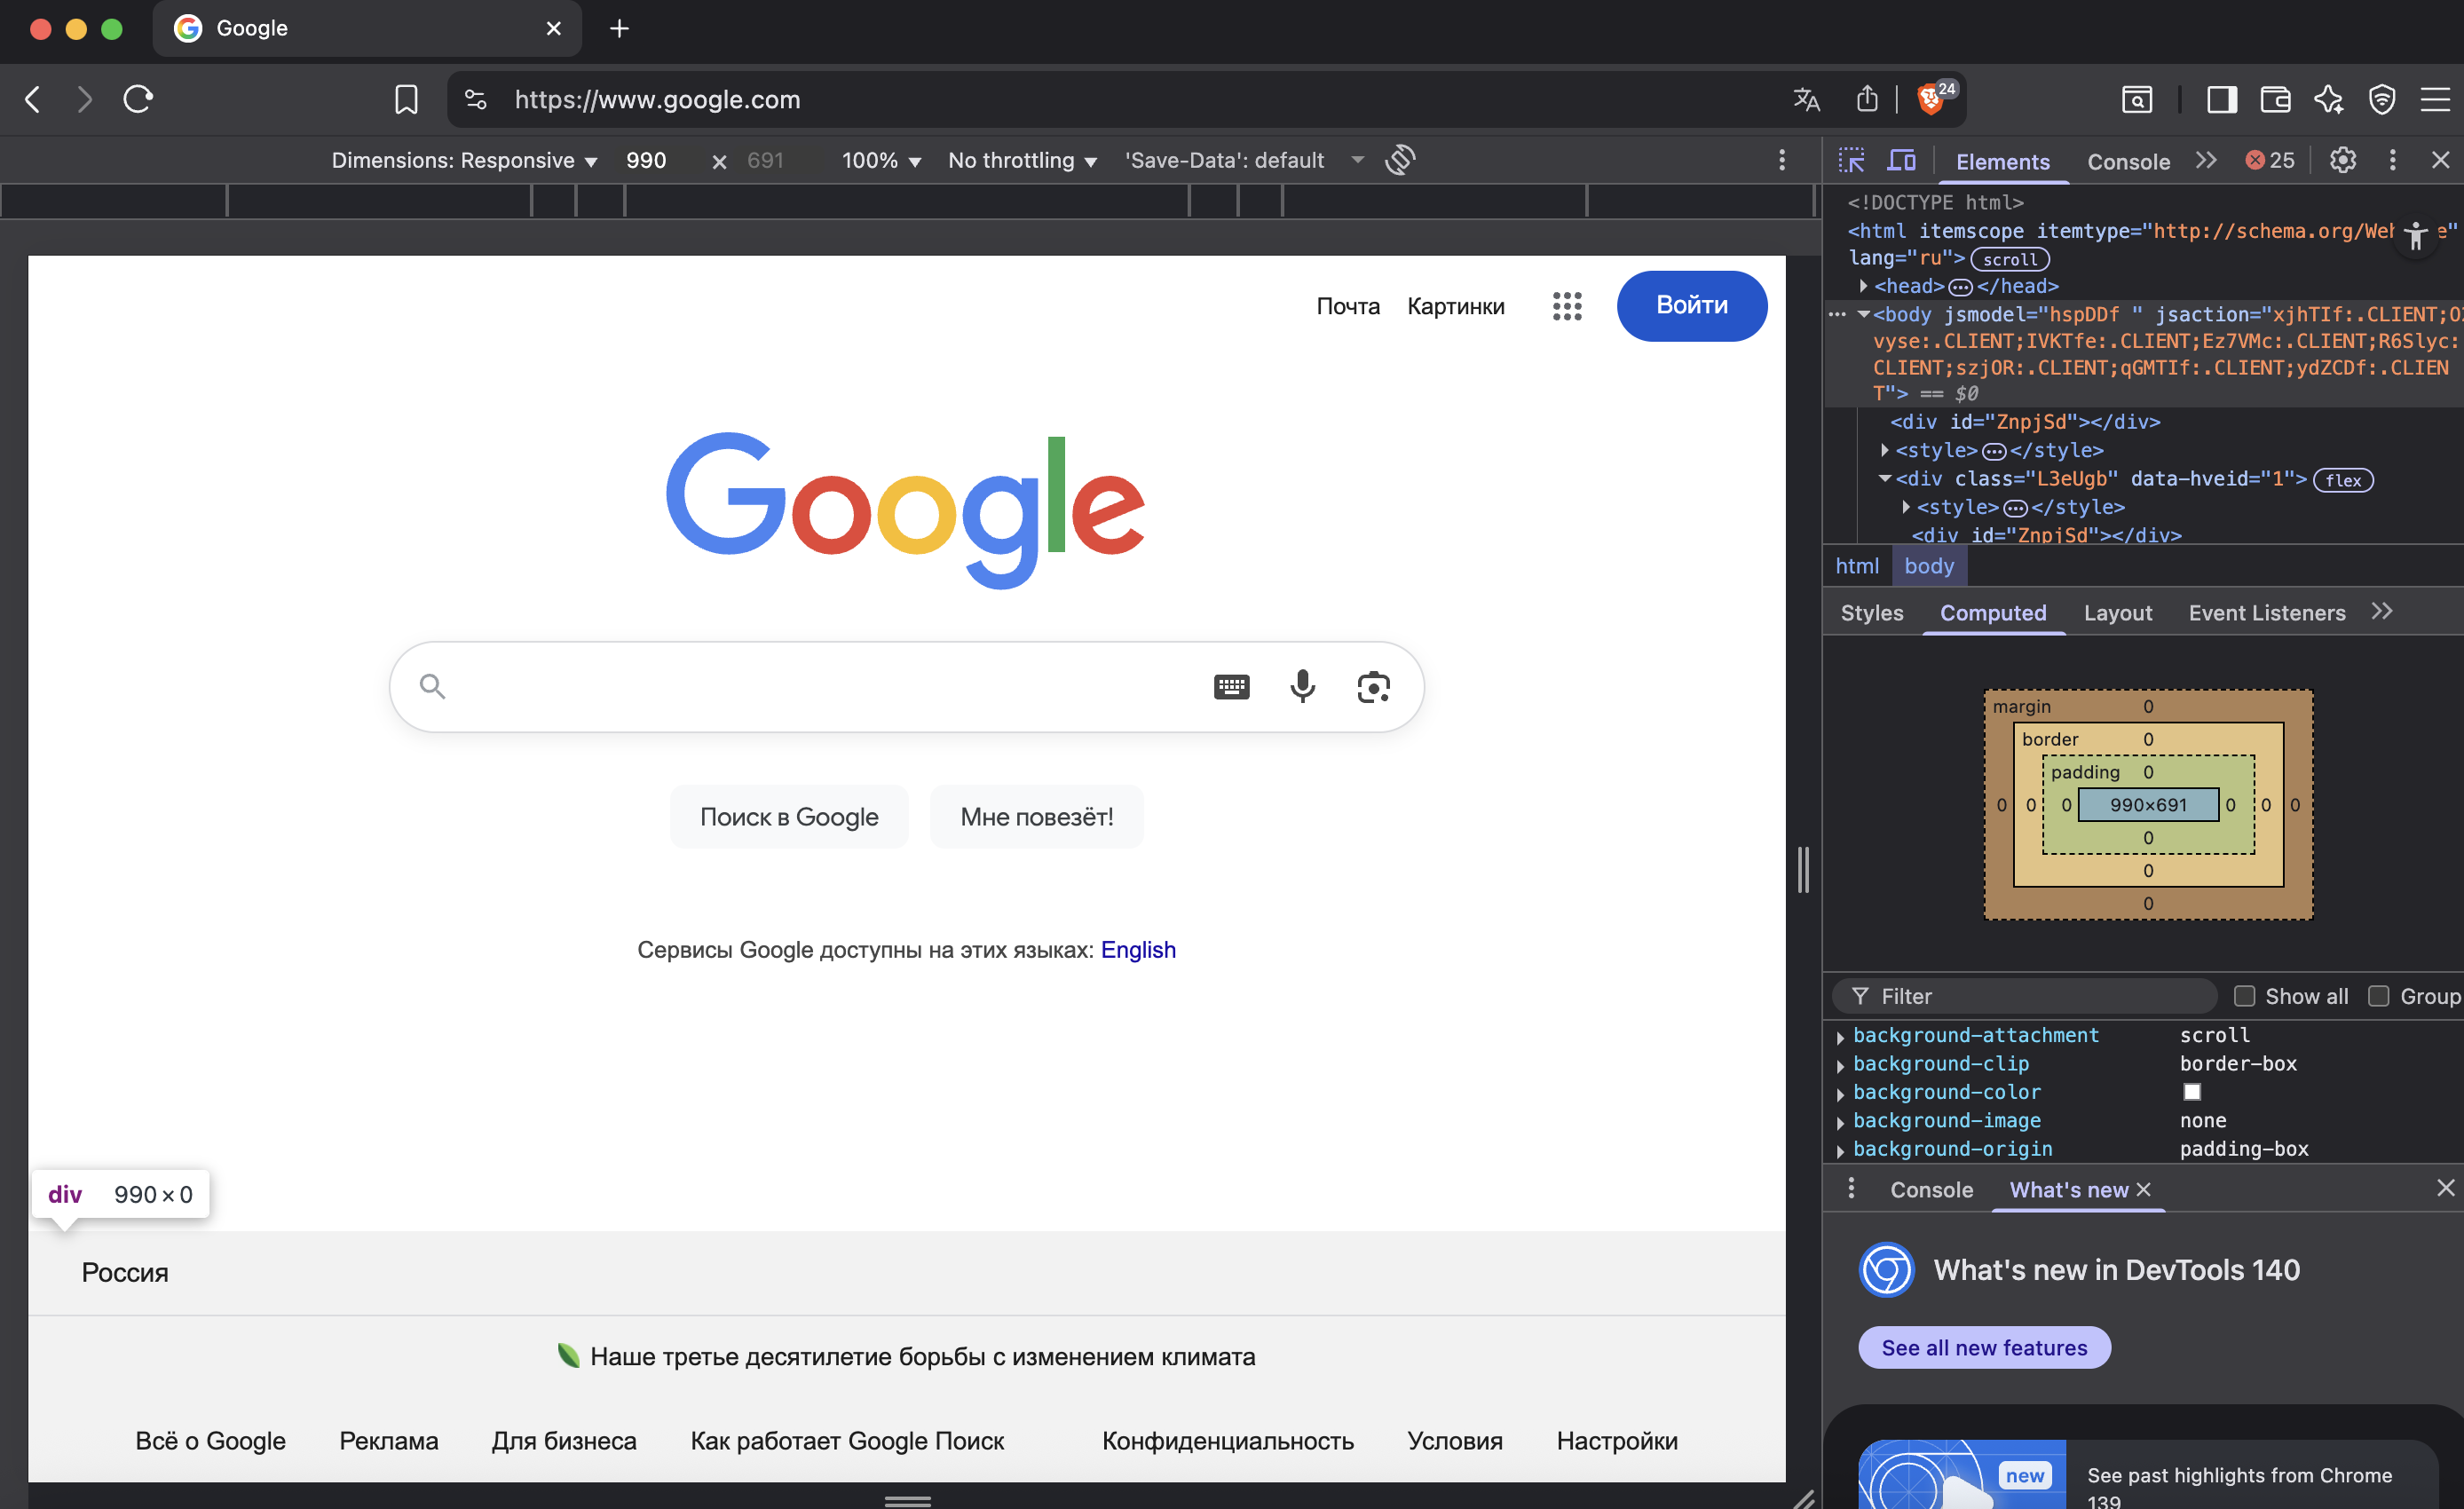 Google
https://www.google.com
24
Dimensions: Responsive 990 × 691 100% No throttling 'Save-Data': default
Elements Console 25
<!DOCTYPE html>
<html itemscope itemtype="http://schema.org/We e"
lang="ru"> scroll
<head> </head>
<body jsmodel="hspDDf " jsaction="xjhTIf:.CLIENT;O
vyse:.CLIENT;IVKTfe:.CLIENT;Ez7VMc:.CLIENT;R6Slyc:
CLIENT;szjOR:.CLIENT;qGMTIf:.CLIENT;ydZCDf:.CLIEN
T"> == $0
<div id="ZnpjSd"></div>
<style> </style>
<div class="L3eUgb" data-hveid="1"> flex
<style> </style>
<div id="ZnpjSd"></div>
html body
Styles Computed Layout Event Listeners
margin 0
border 0
padding 0
0 0 0 990×691 0 0 0
0
0
0
Filter Show all Group
background-attachment scroll
background-clip border-box
background-color
background-image none
background-origin padding-box
Console What's new
What's new in DevTools 140
See all new features
new
See past highlights from Chrome
139
Почта Картинки Войти
Google
Поиск в Google Мне повезёт!
Сервисы Google доступны на этих языках: English
div 990 × 0
Россия
Наше третье десятилетие борьбы с изменением климата
Всё о Google Реклама Для бизнеса Как работает Google Поиск Конфиденциальность Условия Настройки